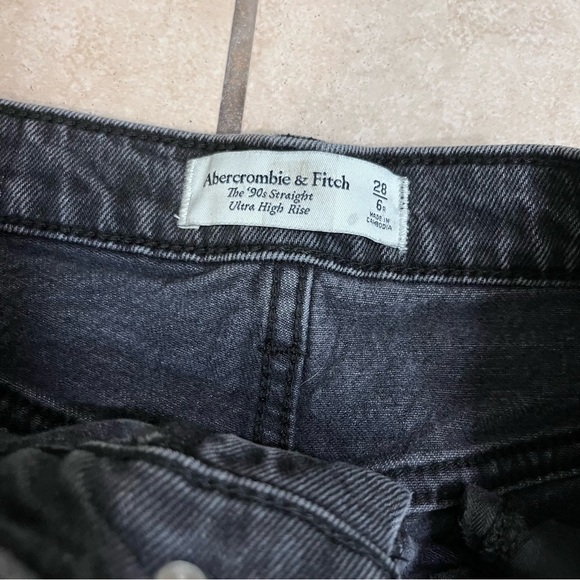 Abercrombie & Fitch
The '90s Straight
Ultra High Rise
28
6R
MADE IN
CAMBODIA